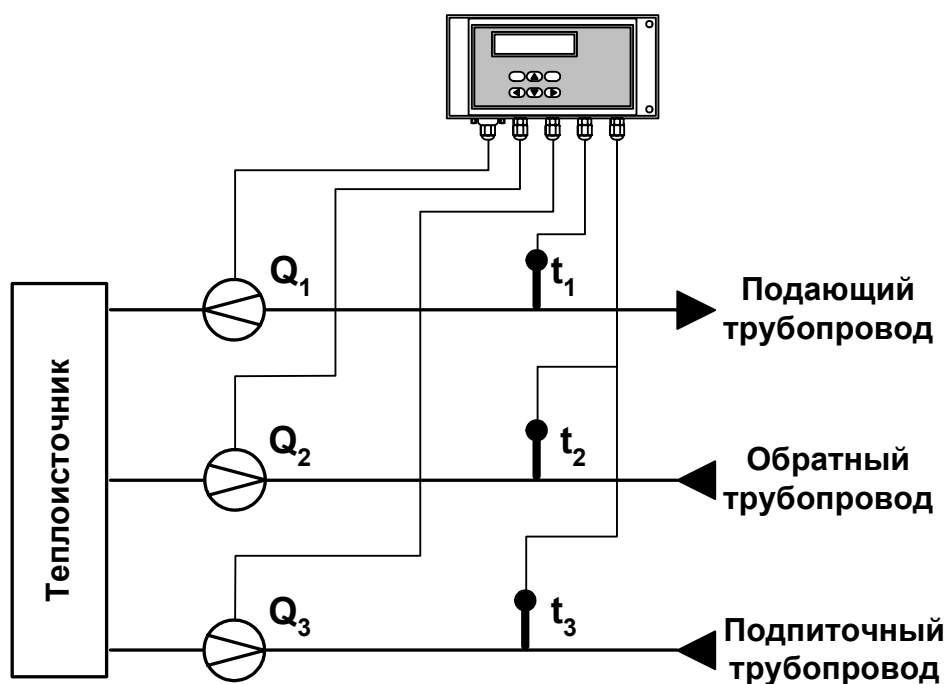 Q1
t1
Подающий
трубопровод
Теплоисточник
Q2
t2
Обратный
трубопровод
Q3
t3
Подпиточный
трубопровод